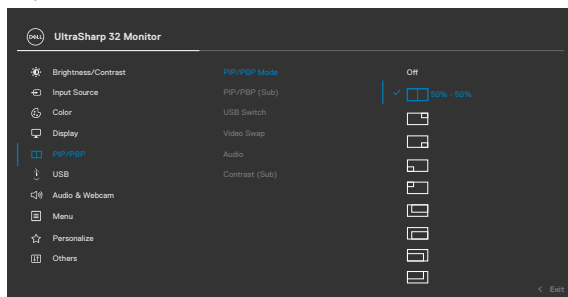 DELL UltraSharp 32 Monitor
Brightness/Contrast PIP/PBP Mode Off
Input Source PIP/PBP (Sub) 50% - 50%
Color USB Switch
Display Video Swap
PIP/PBP Audio
USB Contrast (Sub)
Audio & Webcam
Menu
Personalize
Others
< Exit